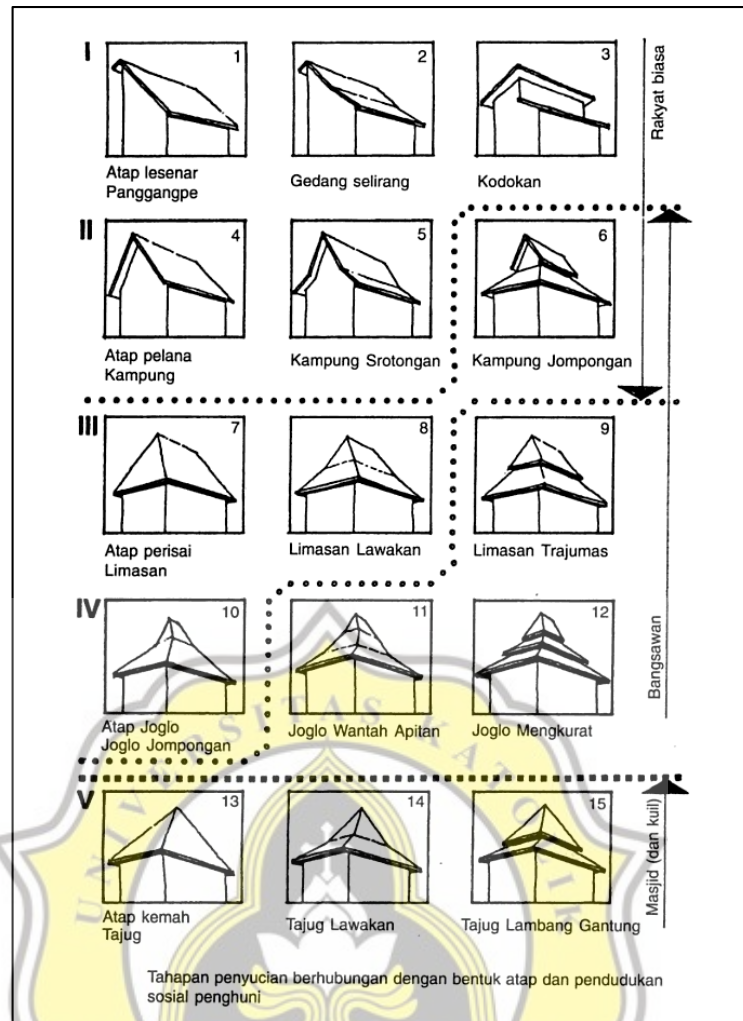 I
1
2
3
Atap lesenar
Panggangpe
Gedang selirang
Kodokan
Rakyat biasa
II
4
5
6
Atap pelana
Kampung
Kampung Srotongan
Kampung Jompongan
III
7
8
9
Atap perisai
Limasan
Limasan Lawakan
Limasan Trajumas
IV
10
11
12
Atap Joglo
Joglo Jompongan
Joglo Wantah Apitan
Joglo Mengkurat
Bangsawan
V
13
14
15
Atap kemah
Tajug
Tajug Lawakan
Tajug Lambang Gantung
Masjid (dan kuil)
Tahapan penyucian berhubungan dengan bentuk atap dan pendudukan
sosial penghuni
UNIVERSITAS KATOLIK